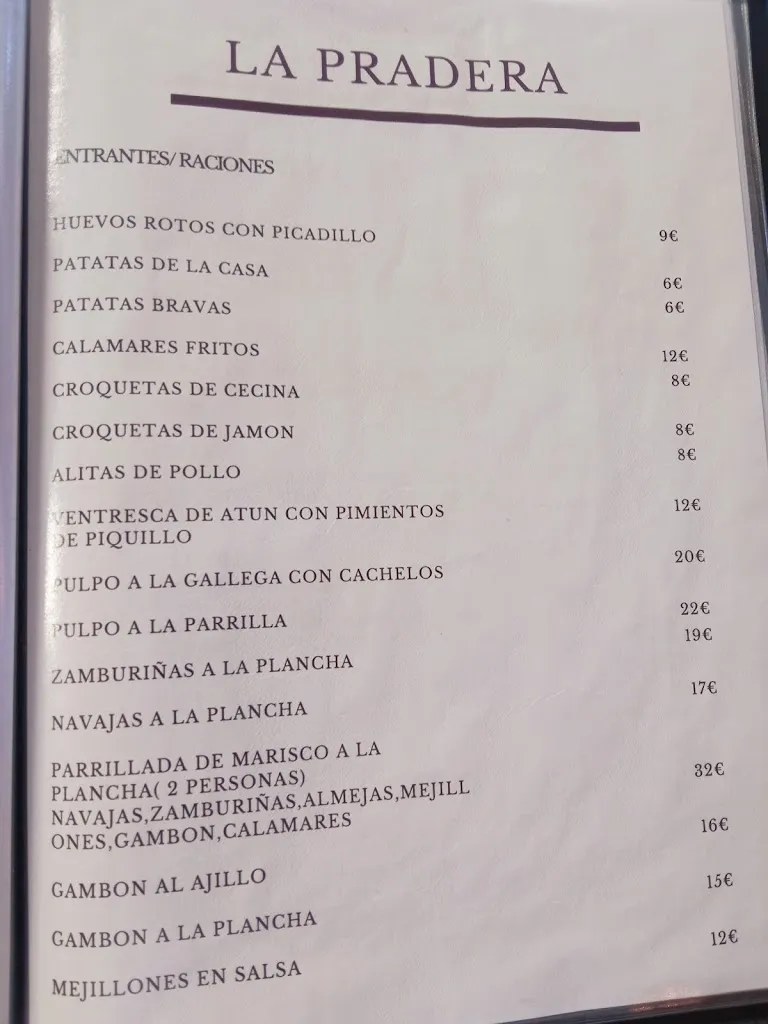 LA PRADERA
ENTRANTES/RACIONES
HUEVOS ROTOS CON PICADILLO 9€
PATATAS DE LA CASA 6€
PATATAS BRAVAS 6€
CALAMARES FRITOS 12€
CROQUETAS DE CECINA 8€
CROQUETAS DE JAMON 8€
ALITAS DE POLLO 8€
VENTRESCA DE ATUN CON PIMIENTOS 12€
DE PIQUILLO
PULPO A LA GALLEGA CON CACHELOS 20€
PULPO A LA PARRILLA 22€
ZAMBURIÑAS A LA PLANCHA 19€
NAVAJAS A LA PLANCHA 17€
PARRILLADA DE MARISCO A LA
PLANCHA( 2 PERSONAS) 32€
NAVAJAS,ZAMBURIÑAS,ALMEJAS,MEJILL
ONES,GAMBON,CALAMARES
GAMBON AL AJILLO 16€
GAMBON A LA PLANCHA 15€
MEJILLONES EN SALSA 12€